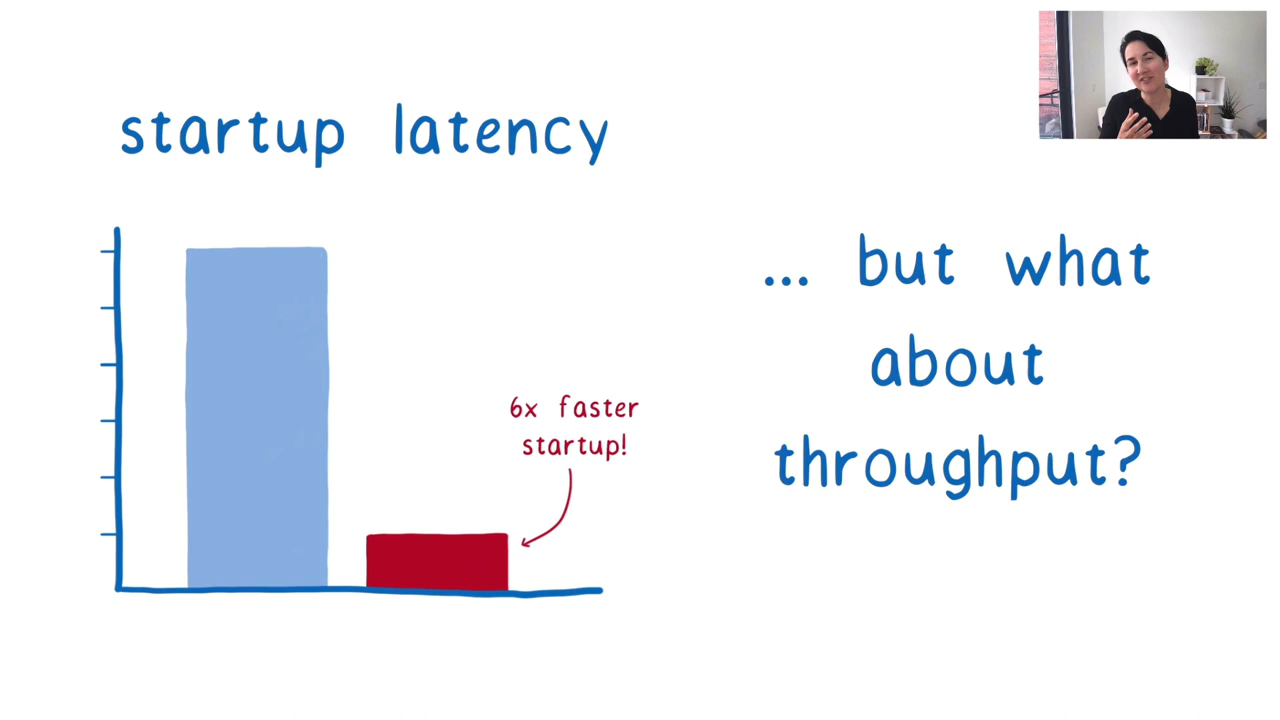 startup latency
6x faster
startup!
... but what
about
throughput?